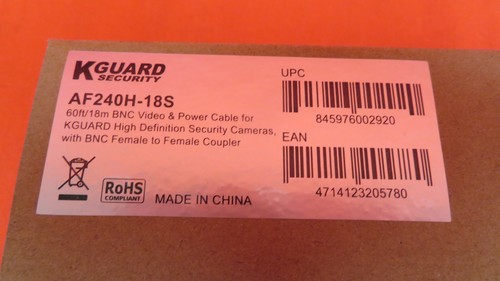 KGUARD
SECURITY
AF240H-18S
60ft/18m BNC Video & Power Cable for
KGUARD High Definition Security Cameras,
with BNC Female to Female Coupler
RoHS
COMPLIANT
MADE IN CHINA
UPC
845976002920
EAN
4714123205780